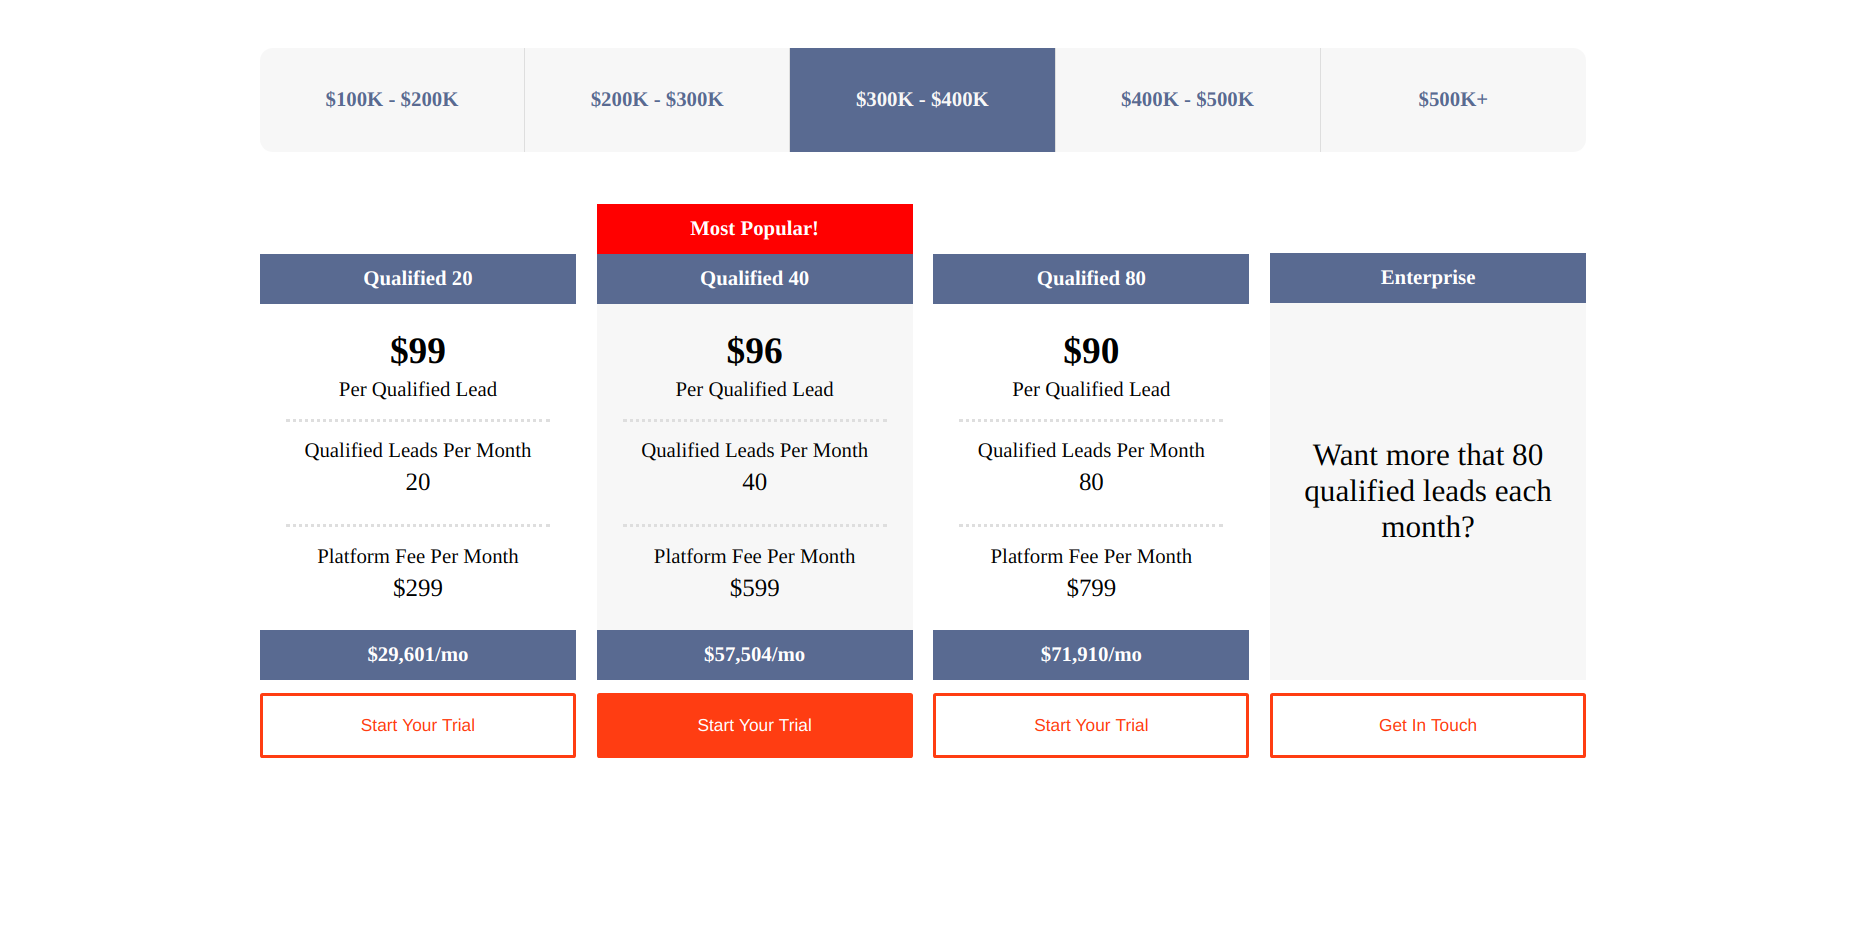 $100K - $200K
$200K - $300K
$300K - $400K
$400K - $500K
$500K+
Most Popular!
Qualified 20
$99
Per Qualified Lead
Qualified Leads Per Month
20
Platform Fee Per Month
$299
$29,601/mo
Start Your Trial
Qualified 40
$96
Per Qualified Lead
Qualified Leads Per Month
40
Platform Fee Per Month
$599
$57,504/mo
Start Your Trial
Qualified 80
$90
Per Qualified Lead
Qualified Leads Per Month
80
Platform Fee Per Month
$799
$71,910/mo
Start Your Trial
Enterprise
Want more that 80
qualified leads each
month?
Get In Touch